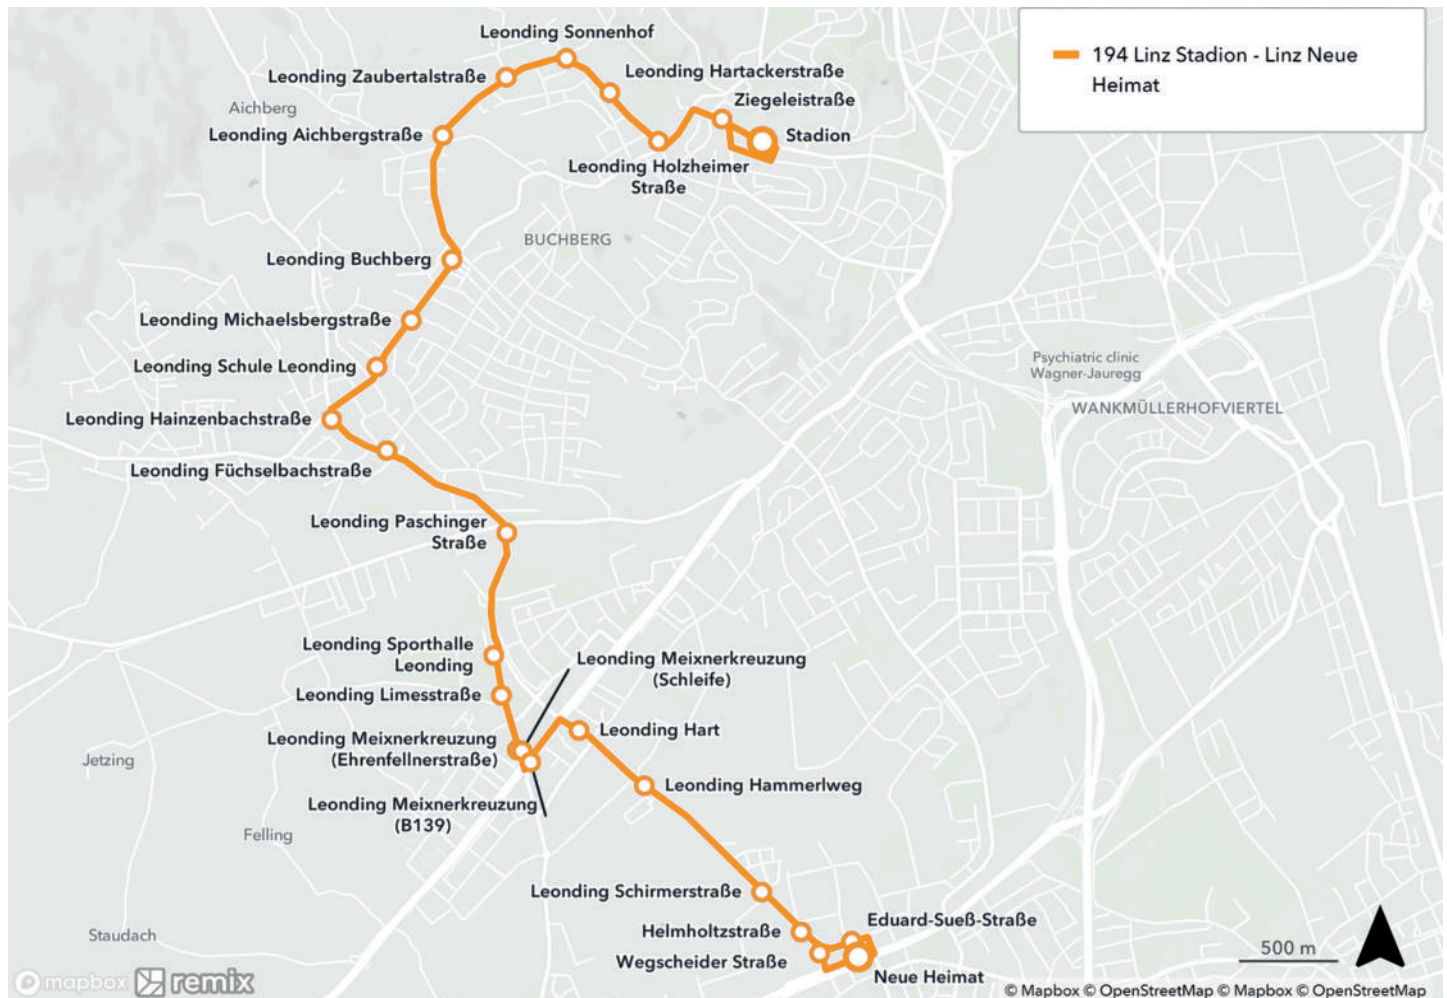 194 Linz Stadion - Linz Neue
Heimat
Leonding Sonnenhof
Leonding Zaubertalstraße
Leonding Hartackerstraße
Ziegeleistraße
Aichberg
Leonding Aichbergstraße
Stadion
Leonding Holzheimer
Straße
BUCHBERG
Leonding Buchberg
Leonding Michaelsbergstraße
Leonding Schule Leonding
Psychiatric clinic
Wagner-Jauregg
WANKMÜLLERHOFVIERTEL
Leonding Hainzenbachstraße
Leonding Füchselbachstraße
Leonding Paschinger
Straße
Leonding Sporthalle
Leonding
Leonding Meixnerkreuzung
(Schleife)
Leonding Limesstraße
Leonding Hart
Leonding Meixnerkreuzung
(Ehrenfellnerstraße)
Jetzing
Leonding Hammerlweg
Leonding Meixnerkreuzung
(B139)
Felling
Leonding Schirmerstraße
Eduard-Sueß-Straße
Helmholtzstraße
Staudach
Wegscheider Straße
Neue Heimat
500 m
mapbox remix
© Mapbox © OpenStreetMap © Mapbox © OpenStreetMap